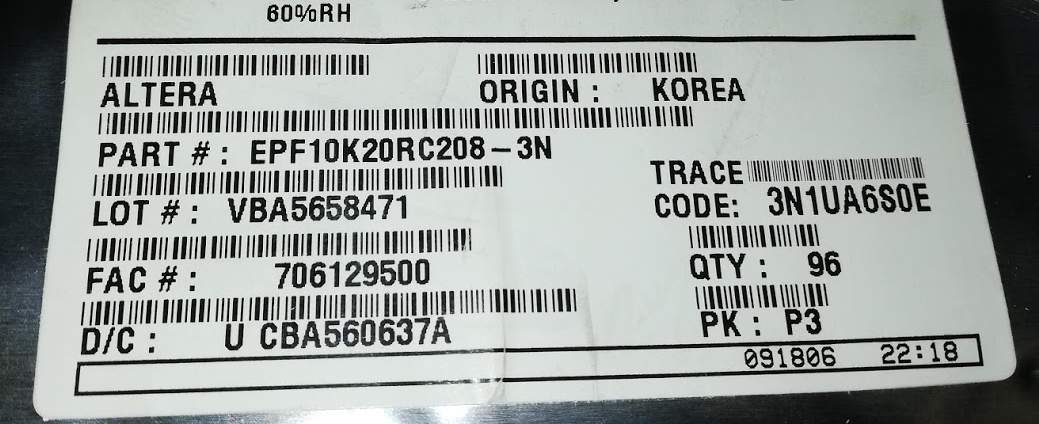 60%RH
ALTERA
ORIGIN : KOREA
PART # : EPF10K20RC208-3N
LOT # : VBA5658471
TRACE
CODE: 3N1UA6S0E
FAC # : 706129500
QTY : 96
D/C : U CBA560637A
PK : P3
091806 22:18